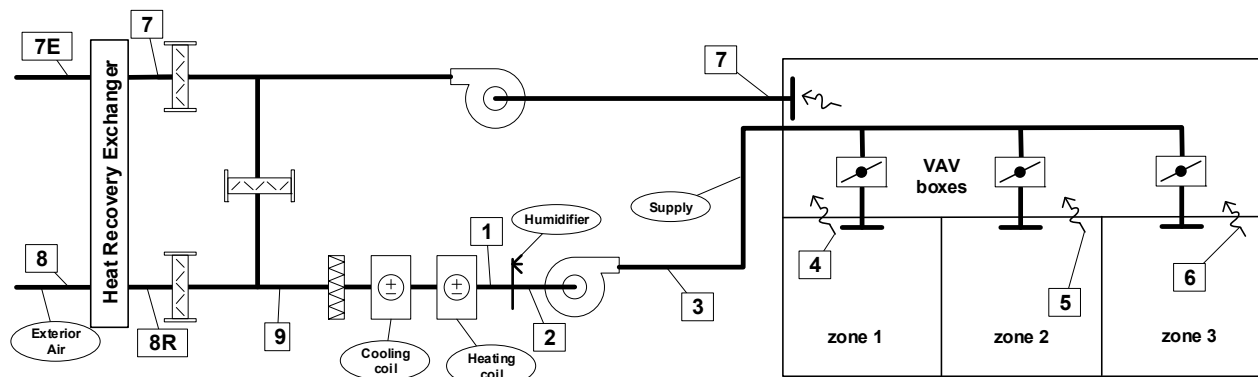 7E
7
7
Heat Recovery Exchanger
VAV
boxes
Supply
Humidifier
1
4
8
3
5
6
Exterior
Air
8R
9
2
Cooling
coil
Heating
coil
zone 1
zone 2
zone 3